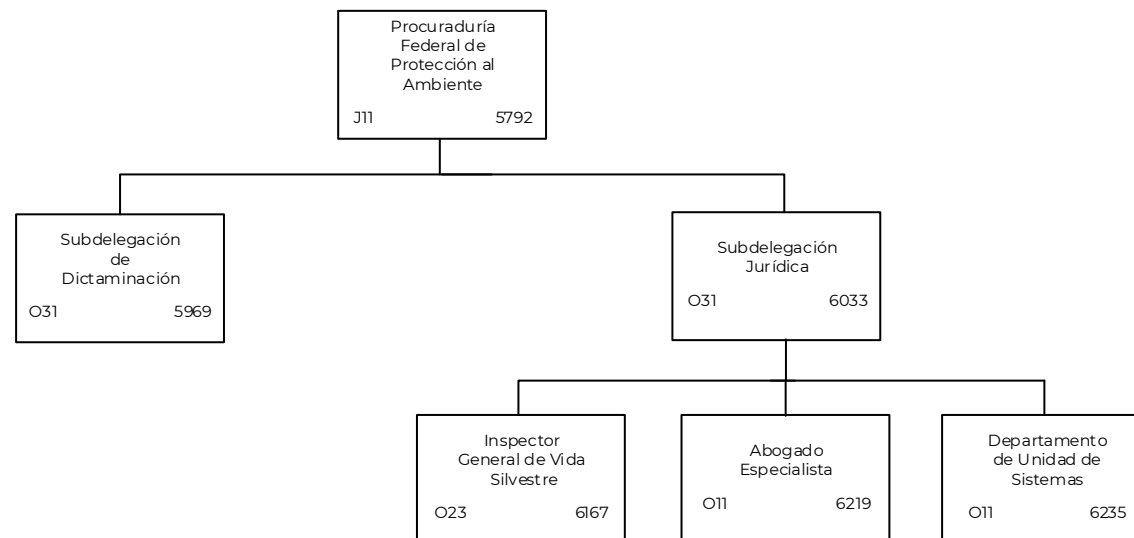 Procuraduría
Federal de
Protección al
Ambiente
J11 5792
Subdelegación
de
Dictaminación
O31 5969
Subdelegación
Jurídica
O31 6033
Inspector
General de Vida
Silvestre
O23 6167
Abogado
Especialista
O11 6219
Departamento
de Unidad de
Sistemas
O11 6235